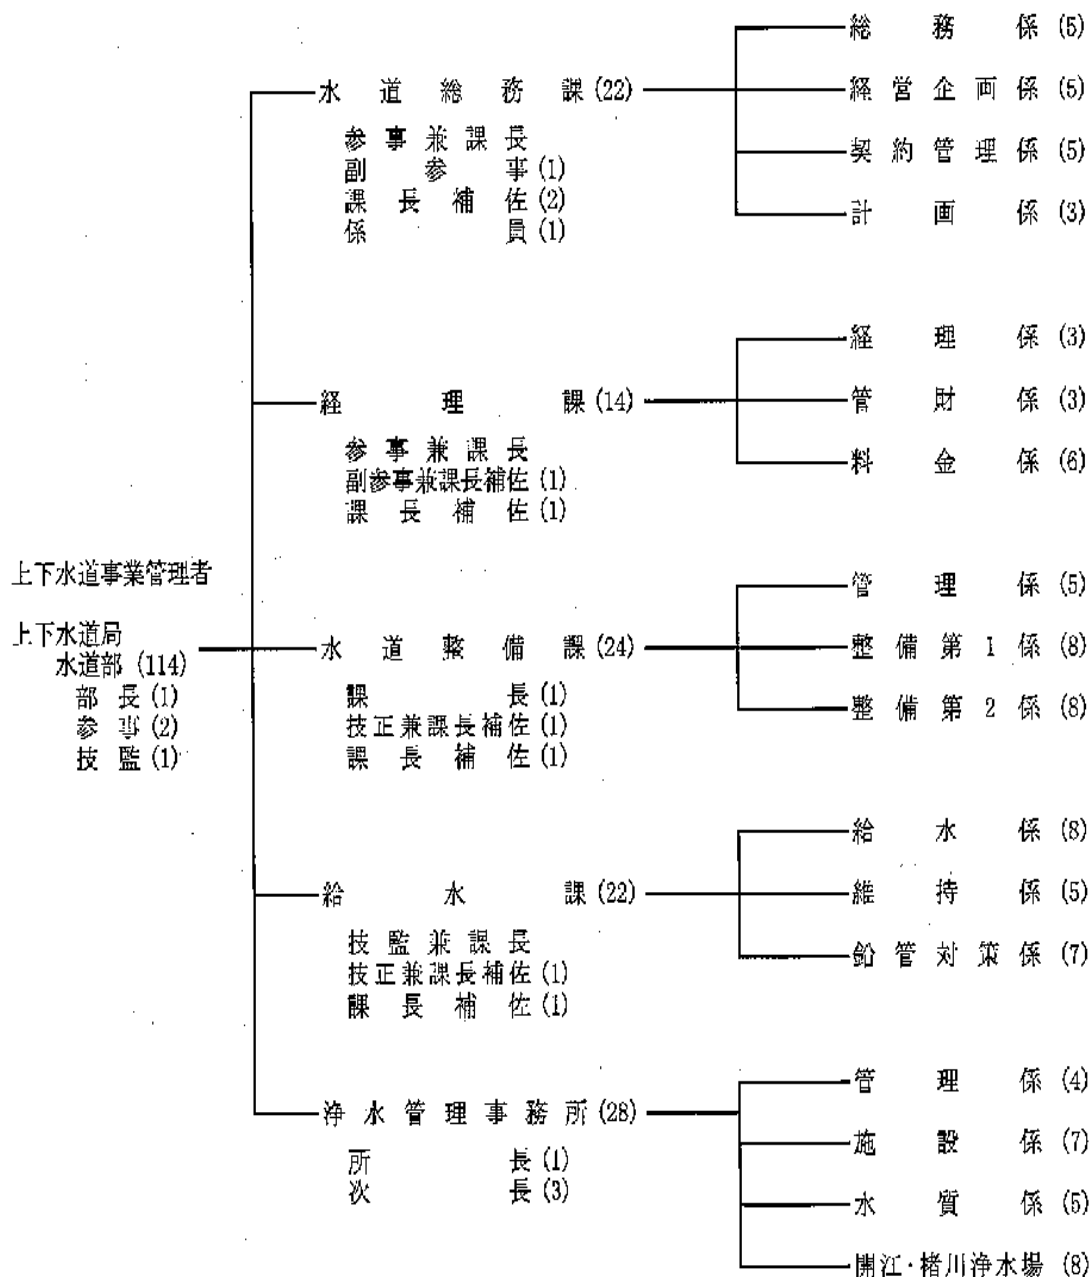 上下水道事業管理者
上下水道局
水道部 (114)
部長 (1)
参事 (2)
技監 (1)
水道総務課 (22)
参事兼課長
副参事 (1)
課長補佐 (2)
係員 (1)
総務係 (5)
経営企画係 (5)
契約管理係 (5)
計画係 (3)
経理課 (14)
参事兼課長
副参事兼課長補佐 (1)
課長補佐 (1)
経理係 (3)
管財係 (3)
料金係 (6)
水道整備課 (24)
課長 (1)
技正兼課長補佐 (1)
課長補佐 (1)
管理係 (5)
整備第1係 (8)
整備第2係 (8)
給水課 (22)
技監兼課長
技正兼課長補佐 (1)
課長補佐 (1)
給水係 (8)
維持係 (5)
鉛管対策係 (7)
浄水管理事務所 (28)
所長 (1)
次長 (3)
管理係 (4)
施設係 (7)
水質係 (5)
開江・楮川浄水場 (8)